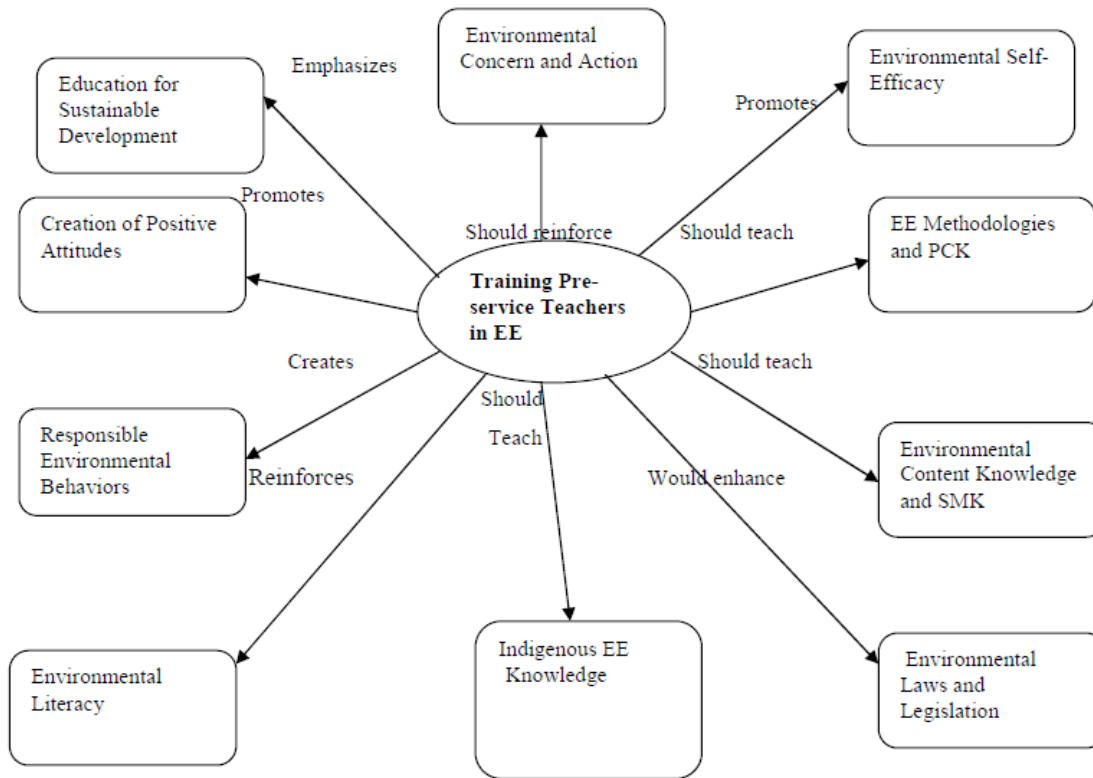 Environmental
Concern and Action
Environmental Self-
Efficacy
Emphasizes
Education for
Sustainable
Development
Promotes
Promotes
Creation of Positive
Attitudes
Should reinforce
Should teach
EE Methodologies
and PCK
Training Pre-
service Teachers
in EE
Creates
Should teach
Should
Teach
Responsible
Environmental
Behaviors
Reinforces
Would enhance
Environmental
Content Knowledge
and SMK
Environmental
Literacy
Indigenous EE
Knowledge
Environmental
Laws and
Legislation